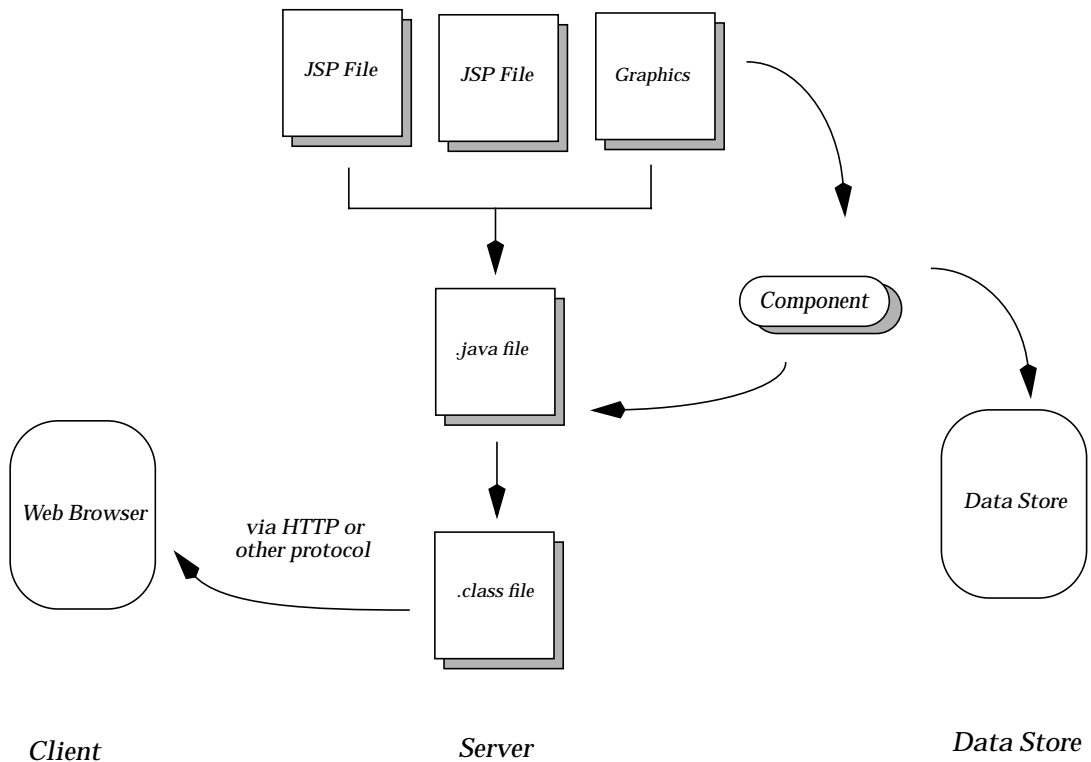 JSP File
JSP File
Graphics
Component
.java file
Web Browser
via HTTP or
other protocol
Data Store
.class file
Client
Server
Data Store